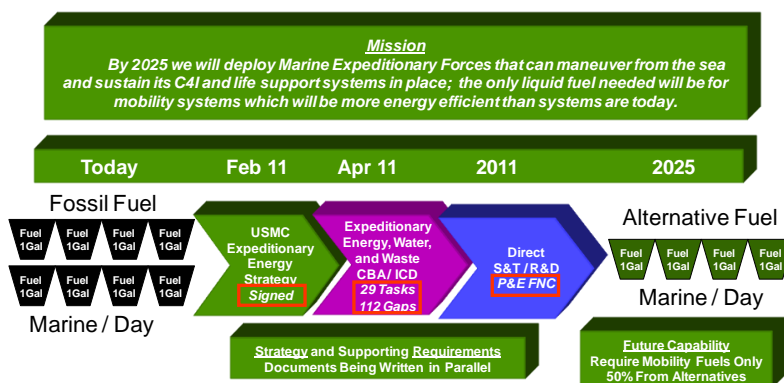 Mission
By 2025 we will deploy Marine Expeditionary Forces that can maneuver from the sea
and sustain its C4I and life support systems in place; the only liquid fuel needed will be for
mobility systems which will be more energy efficient than systems are today.
Today Feb 11 Apr 11 2011 2025
Fossil Fuel
Fuel Fuel Fuel Fuel
1Gal 1Gal 1Gal 1Gal
Fuel Fuel Fuel Fuel
1Gal 1Gal 1Gal 1Gal
Marine / Day
USMC
Expeditionary
Energy
Strategy
Signed
Expeditionary
Energy, Water,
and Waste
CBA/ ICD
29 Tasks
112 Gaps
Direct
S&T / R&D
P&E FNC
Alternative Fuel
Fuel Fuel Fuel Fuel
1Gal 1Gal 1Gal 1Gal
Marine / Day
Strategy and Supporting Requirements
Documents Being Written in Parallel
Future Capability
Require Mobility Fuels Only
50% From Alternatives